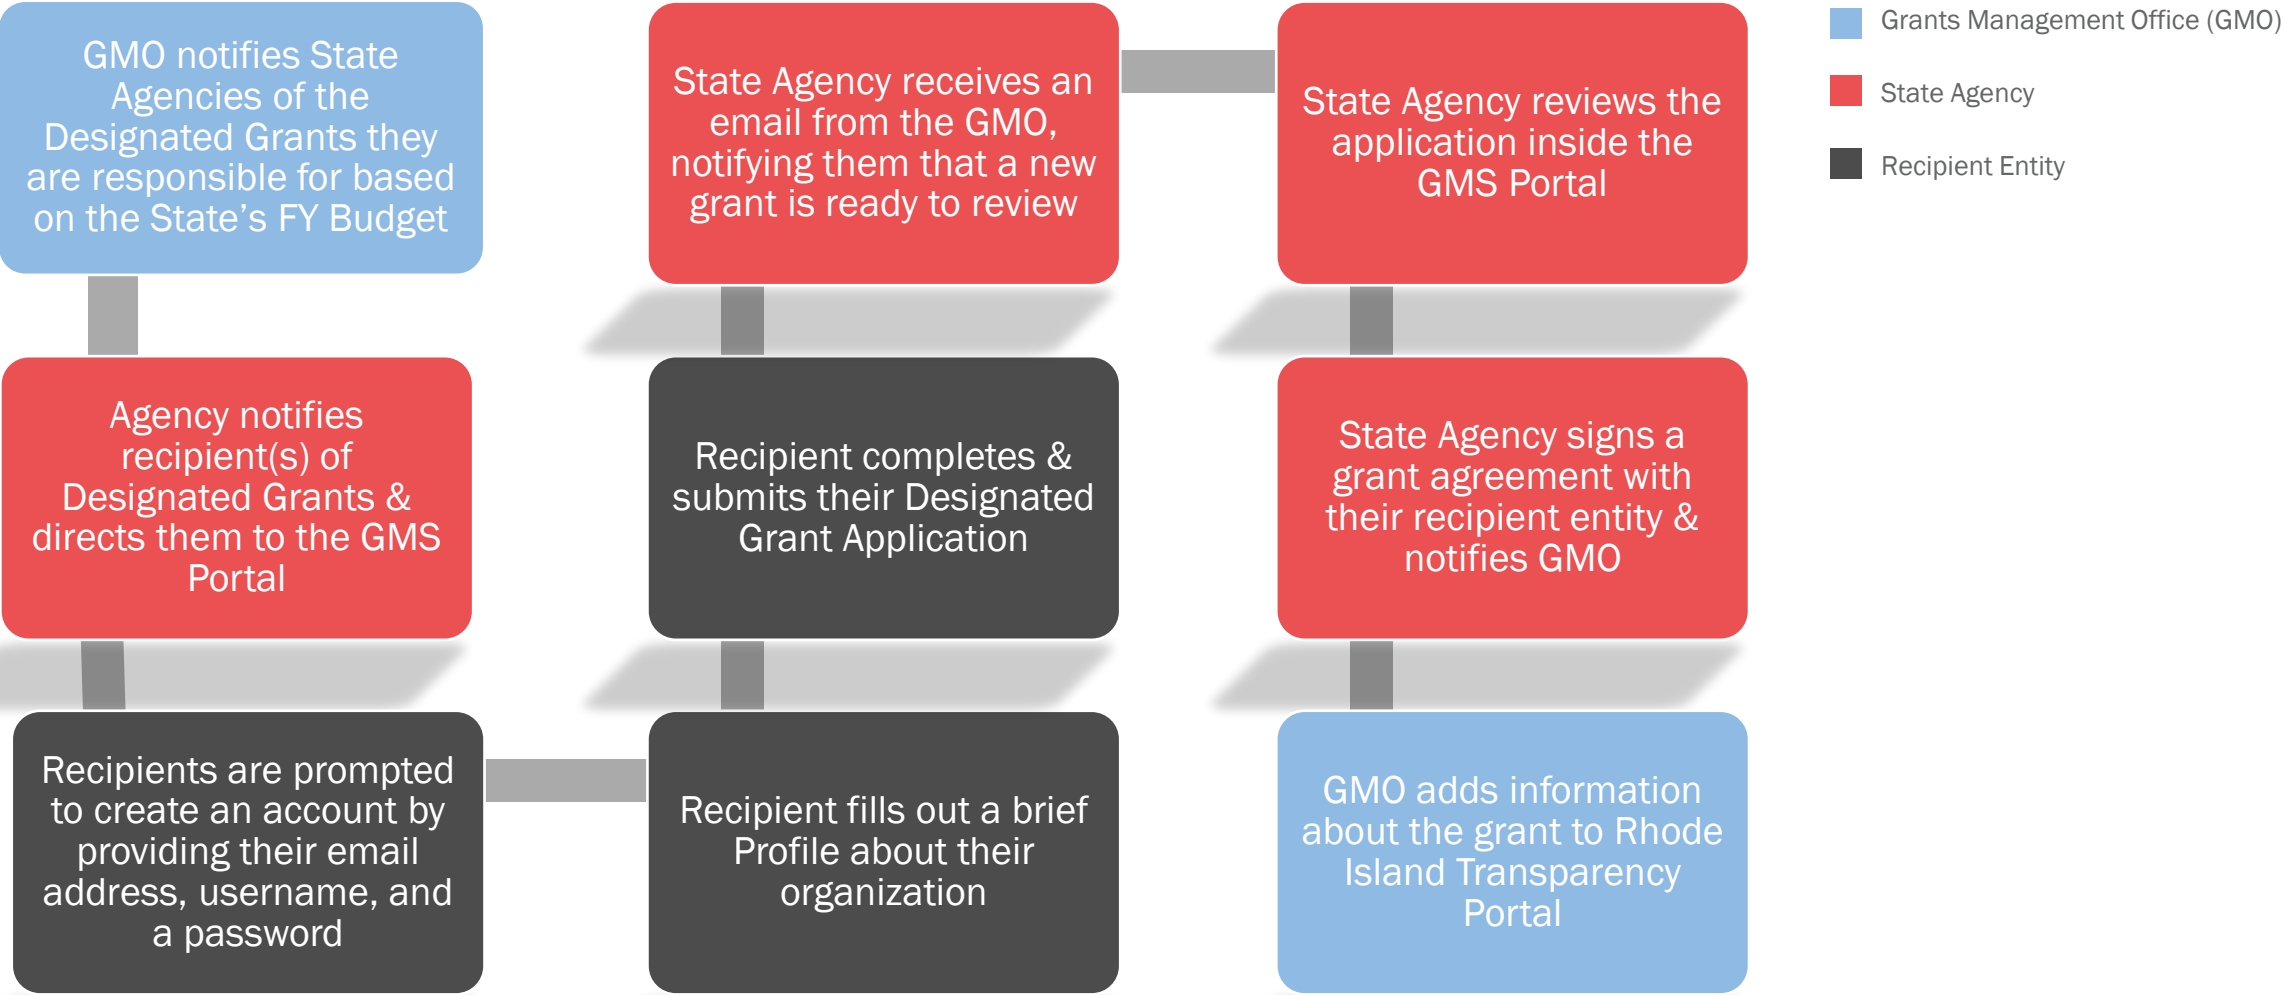 GMO notifies State
Agencies of the
Designated Grants they
are responsible for based
on the State’s FY Budget
Agency notifies
recipient(s) of
Designated Grants &
directs them to the GMS
Portal
Recipients are prompted
to create an account by
providing their email
address, username, and
a password
Recipient fills out a brief
Profile about their
organization
Recipient completes &
submits their Designated
Grant Application
State Agency receives an
email from the GMO,
notifying them that a new
grant is ready to review
State Agency reviews the
application inside the
GMS Portal
State Agency signs a
grant agreement with
their recipient entity &
notifies GMO
GMO adds information
about the grant to Rhode
Island Transparency
Portal
Grants Management Office (GMO)
State Agency
Recipient Entity